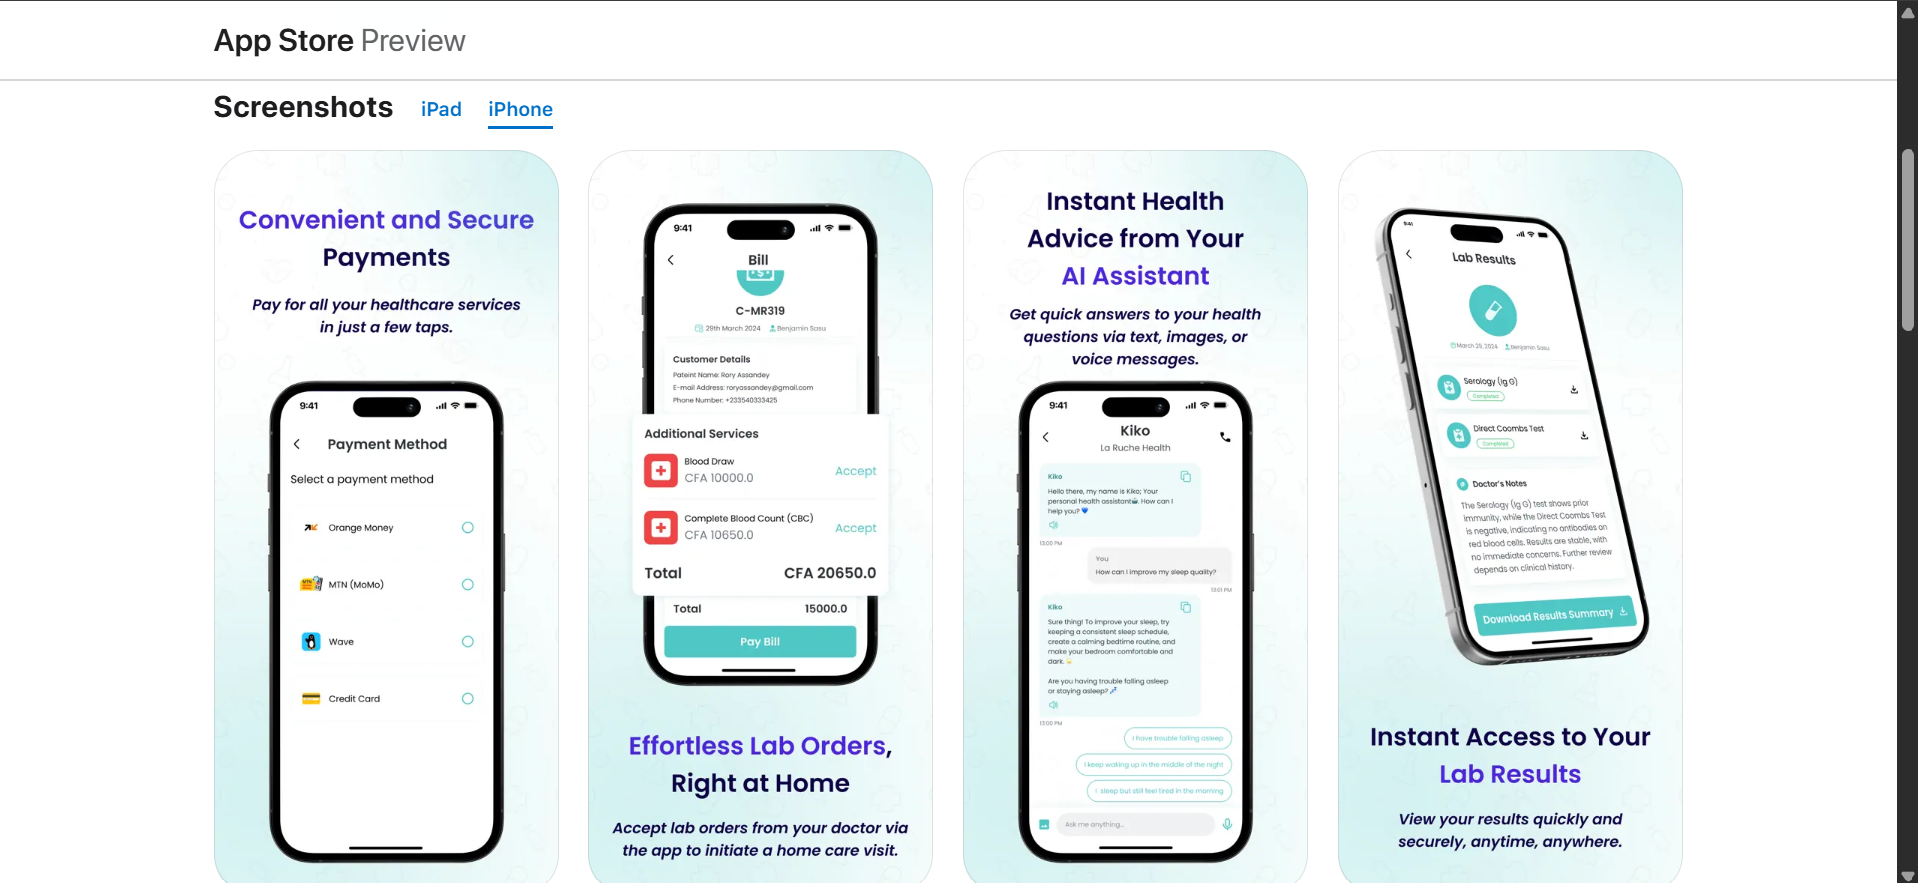 App Store Preview
Screenshots
iPad
iPhone
Convenient and Secure
Payments
Pay for all your healthcare services
in just a few taps.
9:41
Payment Method
Select a payment method
Orange Money
MTN (MoMo)
Wave
Credit Card
9:41
Bill
C-MR319
29th March 2024
Benjamin Sasu
Customer Details
Pateint Name: Rory Assandey
E-mail Address: roryassandey@gmail.com
Phone Number: +233540333425
Additional Services
Blood Draw
CFA 10000.0
Accept
Complete Blood Count (CBC)
CFA 10650.0
Accept
Total CFA 20650.0
Total 15000.0
Pay Bill
Effortless Lab Orders,
Right at Home
Accept lab orders from your doctor via
the app to initiate a home care visit.
Instant Health
Advice from Your
AI Assistant
Get quick answers to your health
questions via text, images, or
voice messages.
9:41
Kiko
La Ruche Health
Kiko
Hello there, my name is Kiko; Your
personal health assistant. How can I
help you? 💙
13:00 PM
You
How can I improve my sleep quality?
13:01 PM
Kiko
Sure thing! To improve your sleep, try
keeping a consistent sleep schedule,
create a calming bedtime routine, and
make your bedroom comfortable and
dark.
Are you having trouble falling asleep
or staying asleep? 💤
13:00 PM
I have trouble falling asleep
I keep waking up in the middle of the night
I sleep but still feel tired in the morning
Ask me anything...
9:41
Lab Results
March 29, 2024
Benjamin Sasu
Serology (Ig G)
Completed
Direct Coombs Test
Completed
Doctor's Notes
The Serology (Ig G) test shows prior
immunity, while the Direct Coombs Test
is negative, indicating no antibodies on
red blood cells. Results are stable, with
no immediate concerns. Further review
depends on clinical history.
Download Results Summary
Instant Access to Your
Lab Results
View your results quickly and
securely, anytime, anywhere.